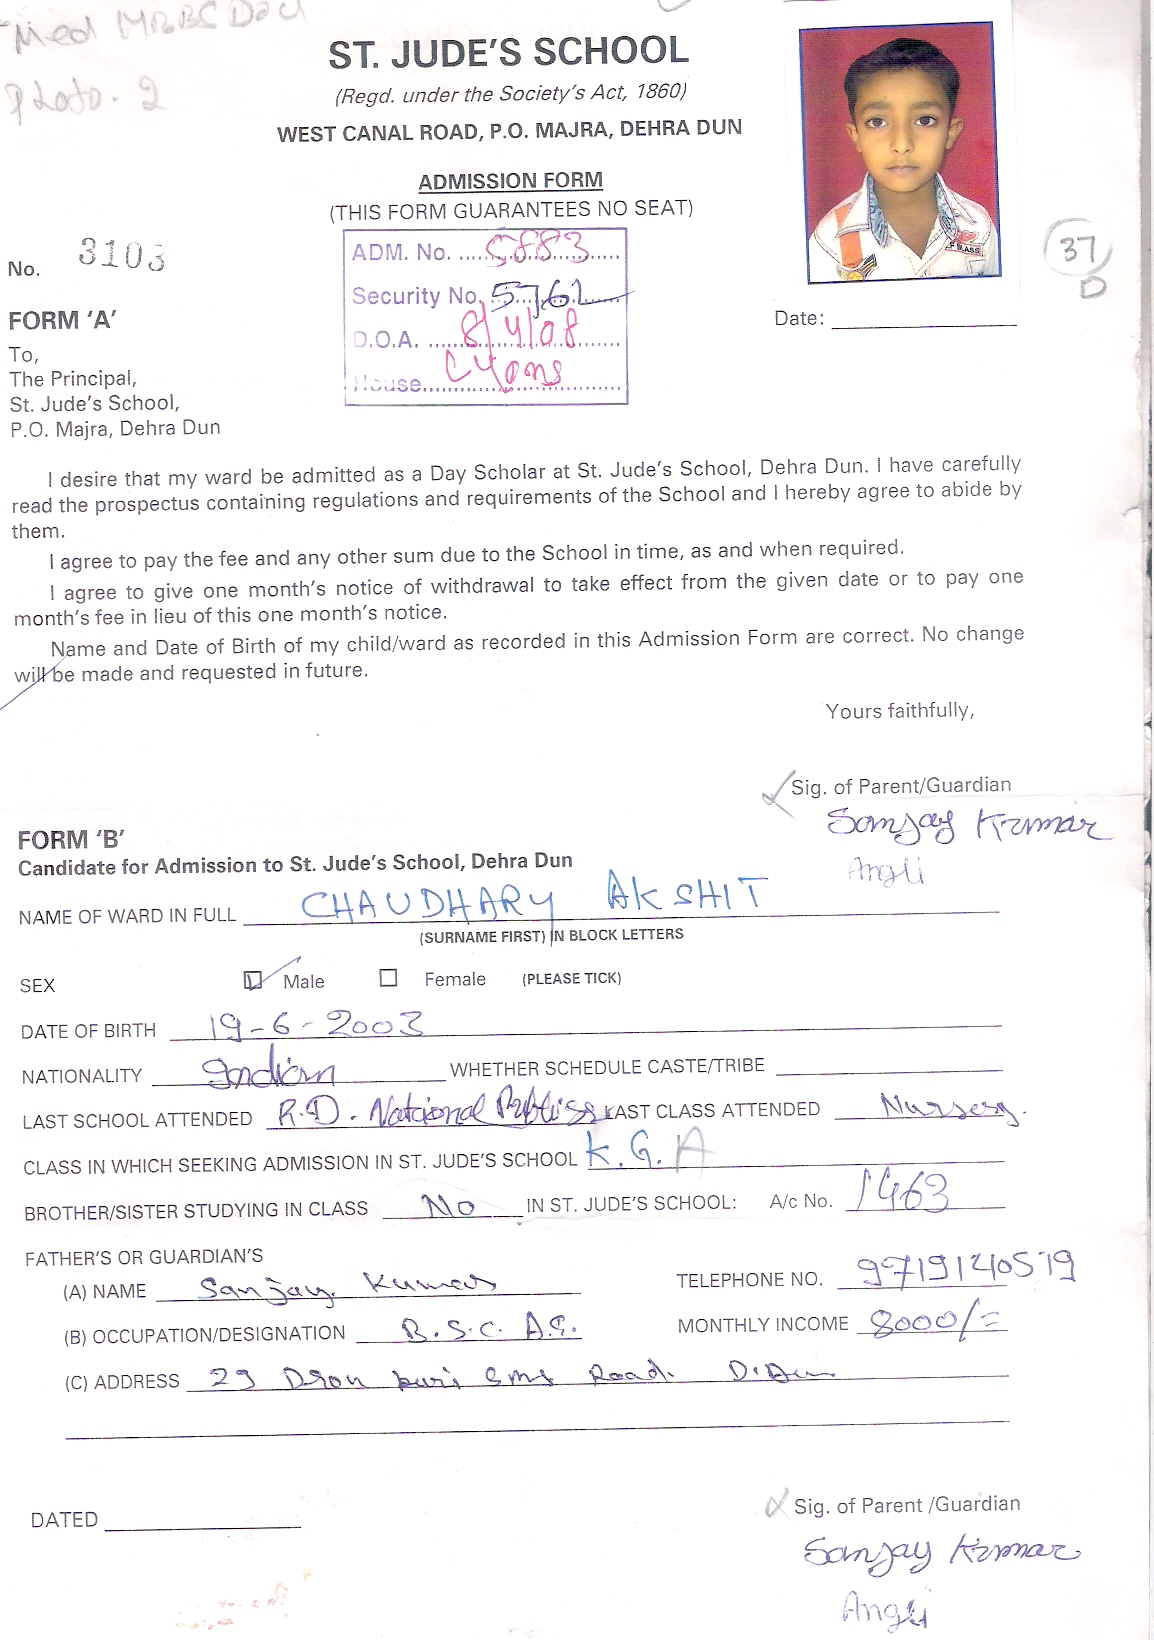 Med
Photo. 2
ST. JUDE'S SCHOOL
(Regd. under the Society's Act, 1860)
WEST CANAL ROAD, P.O. MAJRA, DEHRA DUN
ADMISSION FORM
(THIS FORM GUARANTEES NO SEAT)
No. 3103
ADM. No. 5883
Security No. 5762
D.O.A. 8/4/08
House
37
D
Date:
FORM 'A'
To,
The Principal,
St. Jude's School,
P.O. Majra, Dehra Dun
I desire that my ward be admitted as a Day Scholar at St. Jude's School, Dehra Dun. I have carefully
read the prospectus containing regulations and requirements of the School and I hereby agree to abide by
them.
I agree to pay the fee and any other sum due to the School in time, as and when required.
I agree to give one month's notice of withdrawal to take effect from the given date or to pay one
month's fee in lieu of this one month's notice.
Name and Date of Birth of my child/ward as recorded in this Admission Form are correct. No change
will be made and requested in future.
Yours faithfully,
Sig. of Parent/Guardian
Sanjay Kumar
FORM 'B'
Candidate for Admission to St. Jude's School, Dehra Dun
NAME OF WARD IN FULL CHAUDHARY AKSHIT
(SURNAME FIRST) IN BLOCK LETTERS
SEX Male Female (PLEASE TICK)
DATE OF BIRTH 19-6-2003
NATIONALITY Indian WHETHER SCHEDULE CASTE/TRIBE
LAST SCHOOL ATTENDED R.D. National LAST CLASS ATTENDED Nursery.
CLASS IN WHICH SEEKING ADMISSION IN ST. JUDE'S SCHOOL K.G. A
BROTHER/SISTER STUDYING IN CLASS No IN ST. JUDE'S SCHOOL: A/c No. 1463
FATHER'S OR GUARDIAN'S
(A) NAME Sanjay Kumar TELEPHONE NO. 9719140519
(B) OCCUPATION/DESIGNATION B.S.C. AG. MONTHLY INCOME 8000/=
(C) ADDRESS 29 Dron puri Road. D.Dun
DATED
Sig. of Parent /Guardian
Sanjay Kumar